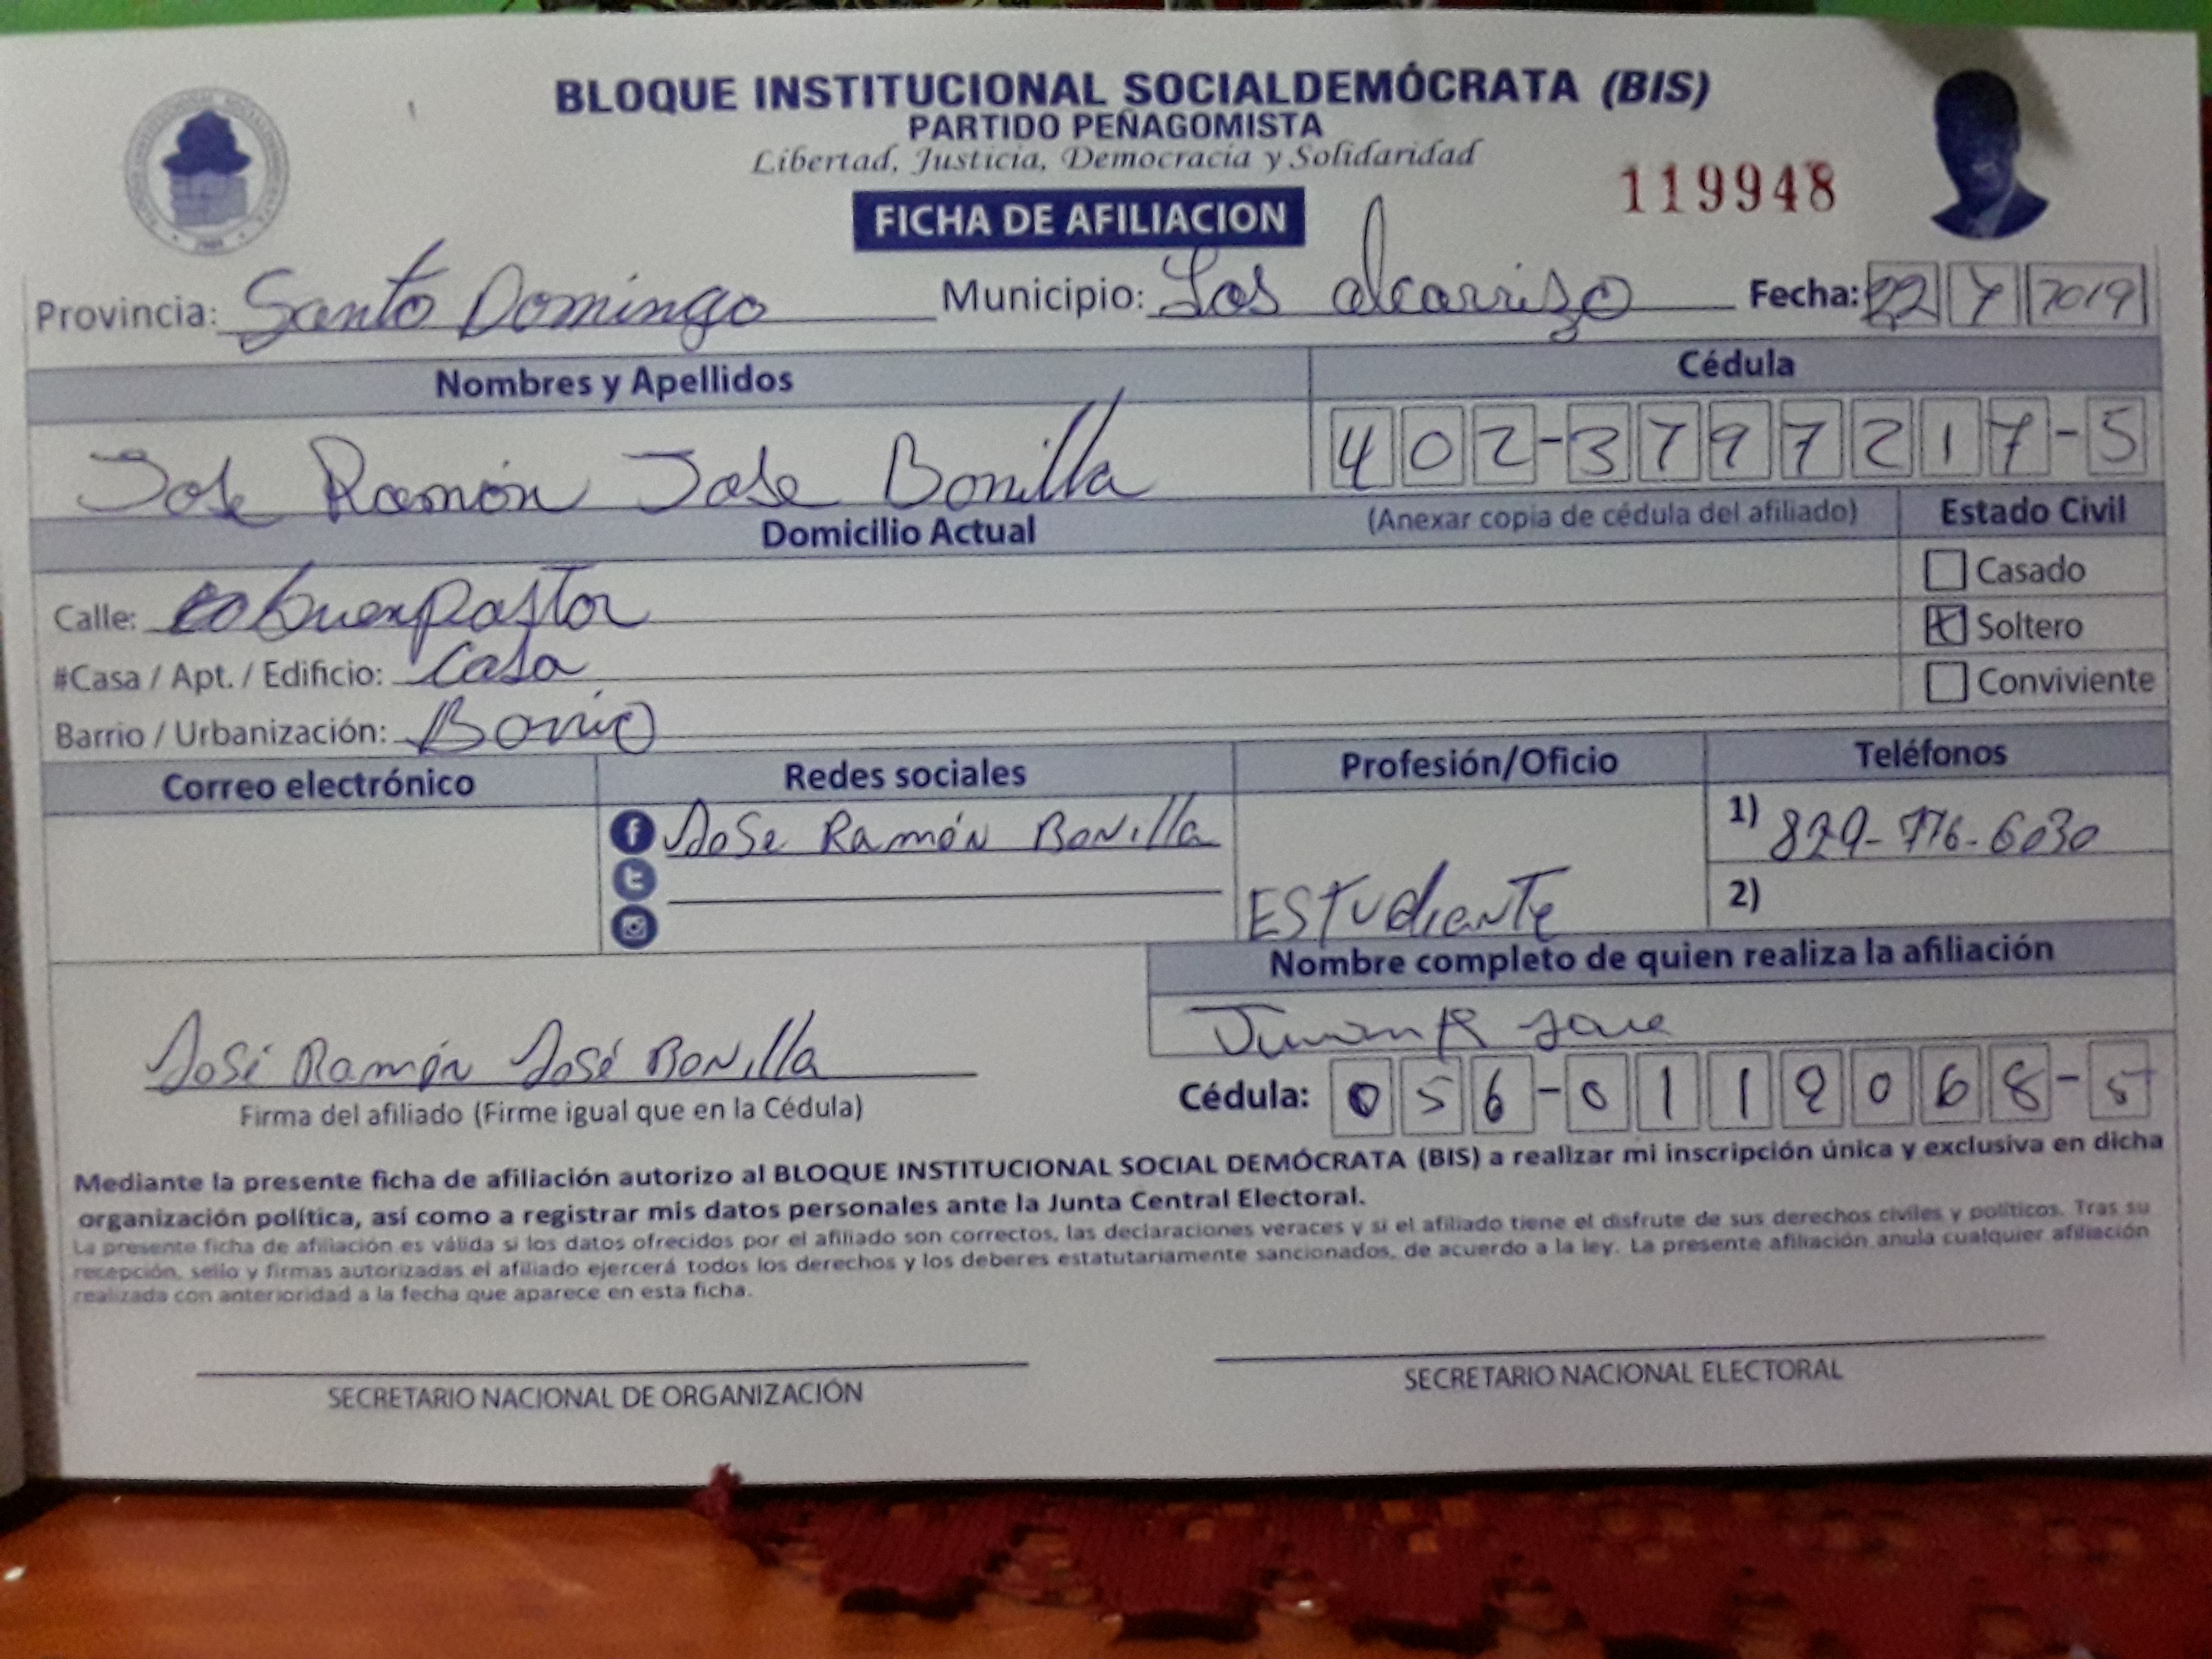 BLOQUE INSTITUCIONAL SOCIALDEMÓCRATA (BIS)
PARTIDO PEÑAGOMISTA
Libertad, Justicia, Democracia y Solidaridad
119948
FICHA DE AFILIACION
Provincia: Santo Domingo Municipio: Los alcarrizo Fecha: 22 7 2019
Nombres y Apellidos Cédula
Jose Ramón Jose Bonilla 402-3797217-5
Domicilio Actual (Anexar copia de cédula del afiliado) Estado Civil
Casado
Calle: buen pastor
Soltero
#Casa / Apt. / Edificio: Casa
Conviviente
Barrio / Urbanización:
Correo electrónico Redes sociales Profesión/Oficio Teléfonos
Jose Ramón Bonilla 1) 829-776-6030
Estudiante 2)
Nombre completo de quien realiza la afiliación
José Ramón José Bonilla
Cédula: 056-0119068-5
Firma del afiliado (Firme igual que en la Cédula)
Mediante la presente ficha de afiliación autorizo al BLOQUE INSTITUCIONAL SOCIAL DEMÓCRATA (BIS) a realizar mi inscripción única y exclusiva en dicha
organización política, así como a registrar mis datos personales ante la Junta Central Electoral.
La presente ficha de afiliación es válida si los datos ofrecidos por el afiliado son correctos, las declaraciones veraces y si el afiliado tiene el disfrute de sus derechos civiles y políticos. Tras su
recepción, sello y firmas autorizadas el afiliado ejercerá todos los derechos y los deberes estatutariamente sancionados, de acuerdo a la ley. La presente afiliación anula cualquier afiliación
realizada con anterioridad a la fecha que aparece en esta ficha.
SECRETARIO NACIONAL DE ORGANIZACIÓN SECRETARIO NACIONAL ELECTORAL